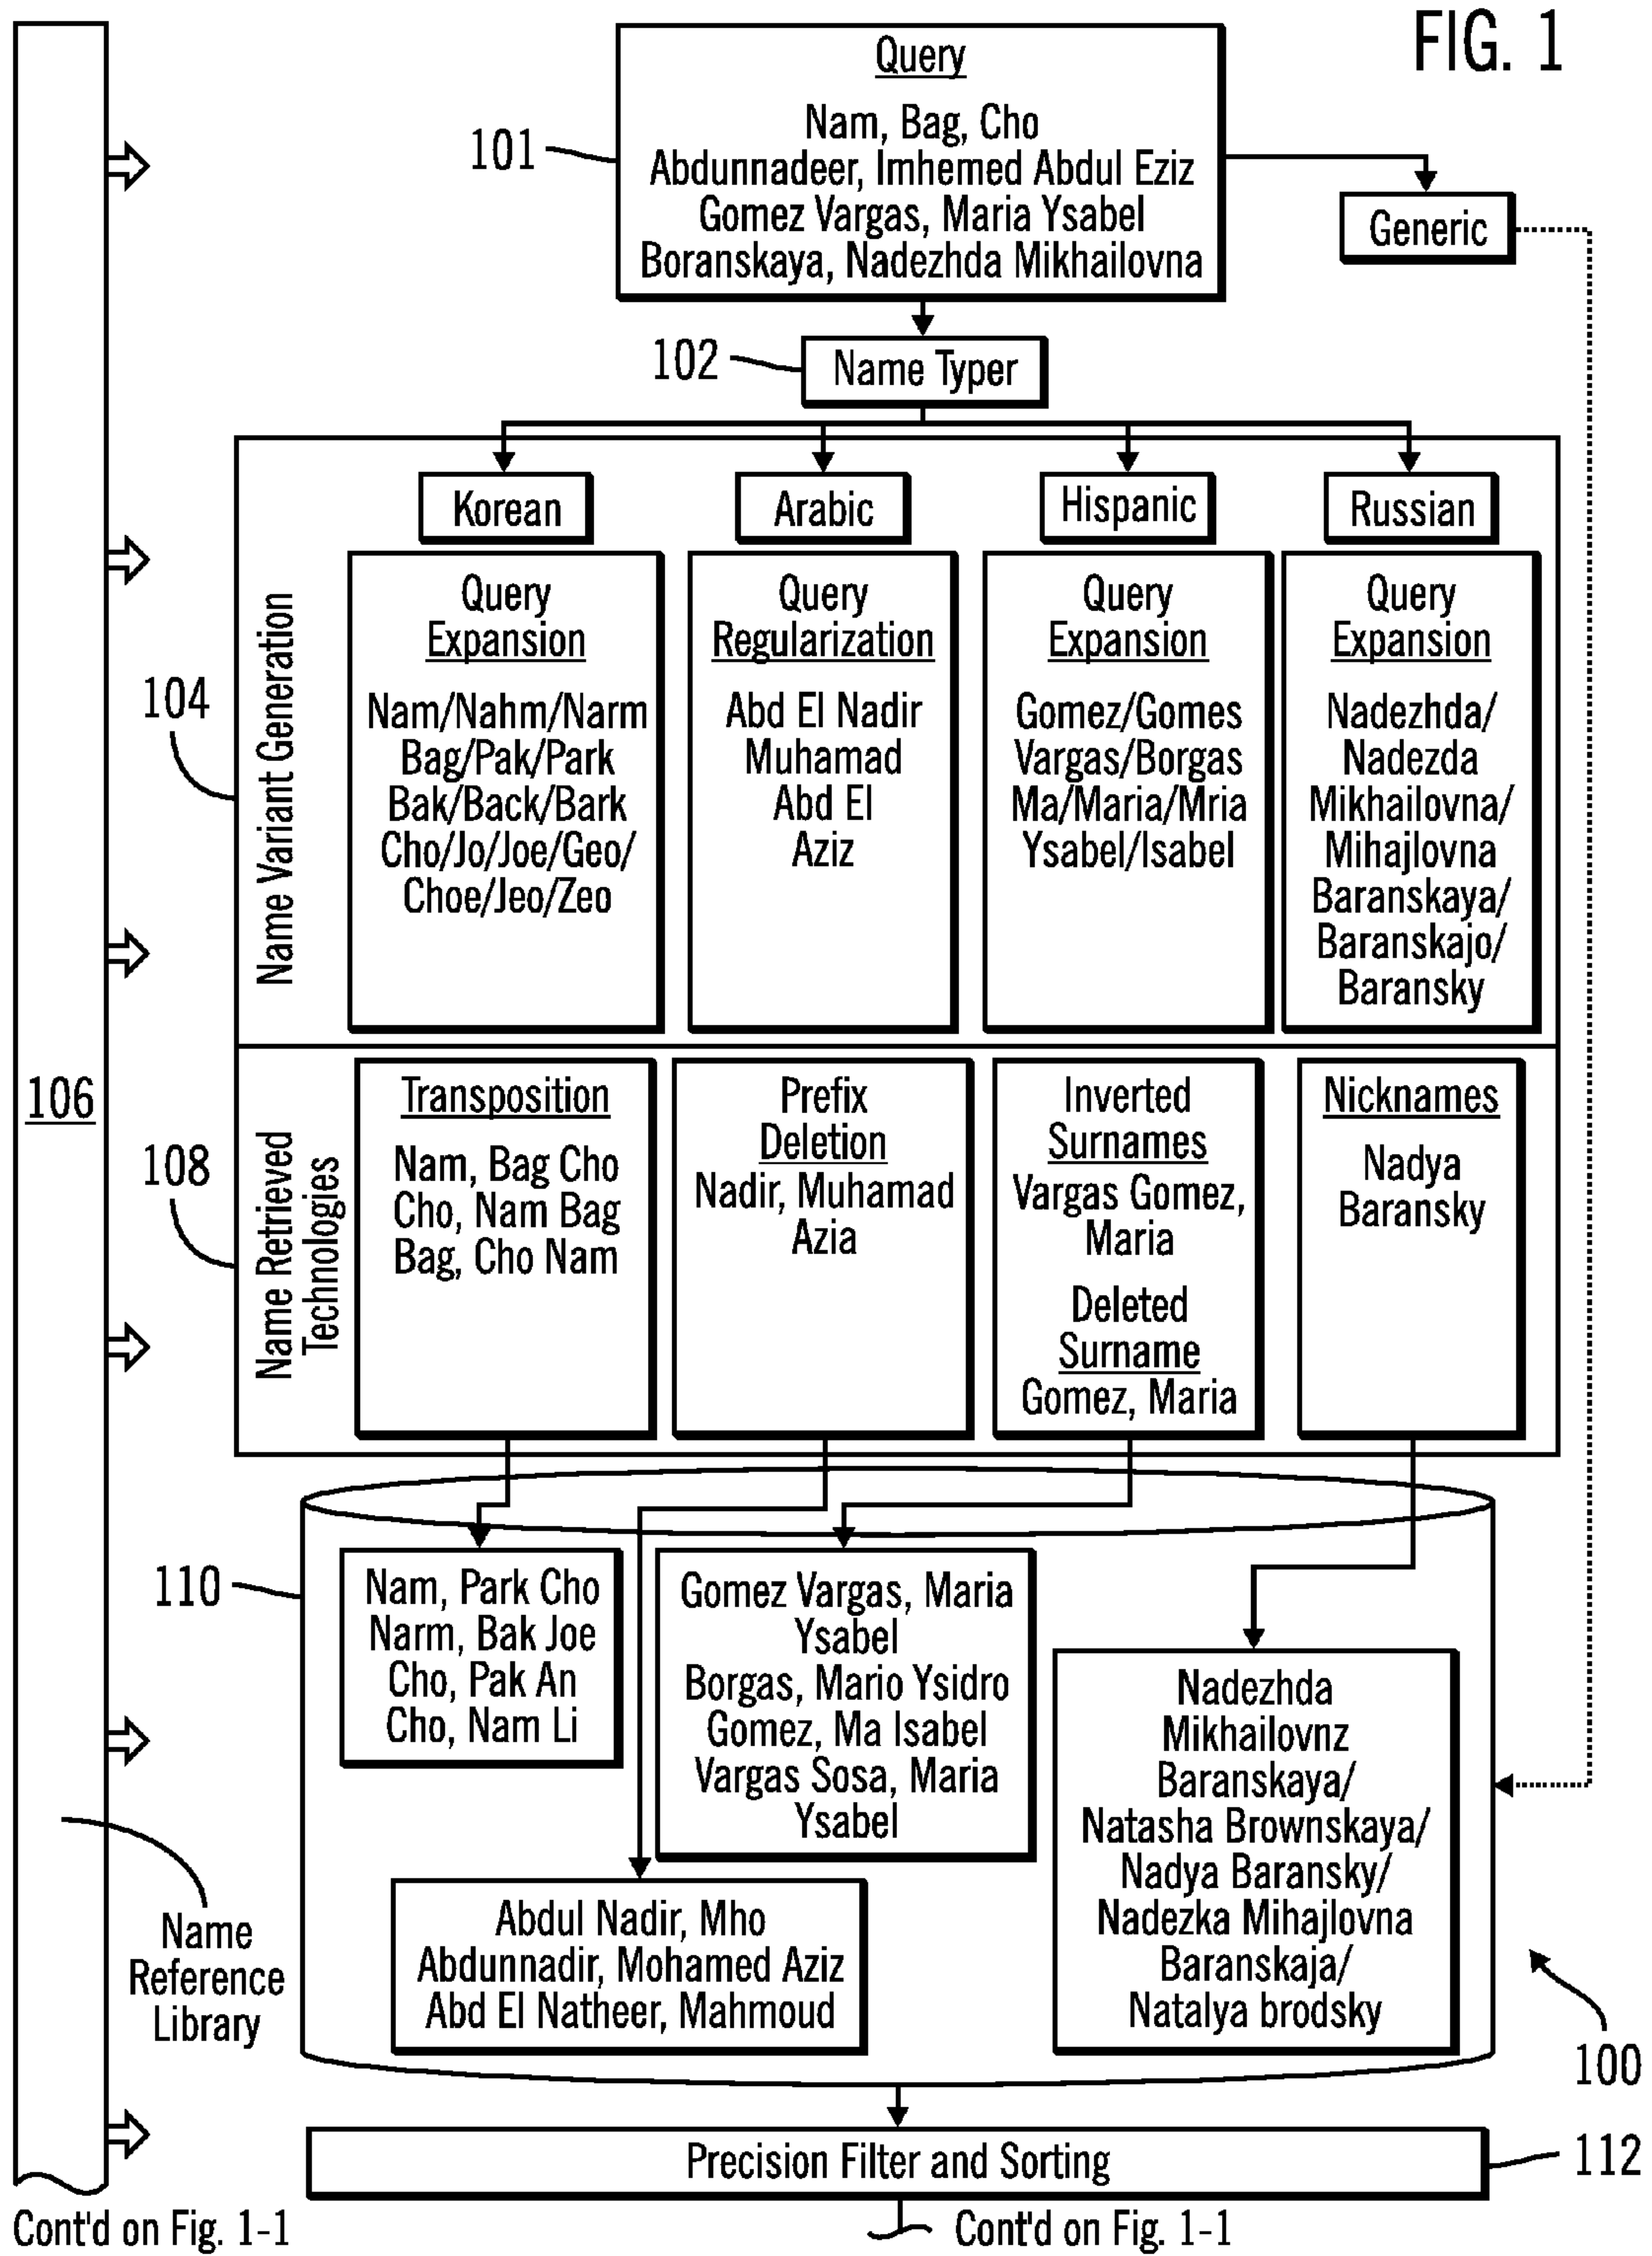 FIG. 1
Query
Nam, Bag, Cho
101
Abdunnadeer, Imhemed Abdul Eziz
Gomez Vargas, Maria Ysabel
Boranskaya, Nadezhda Mikhailovna
Generic
102
Name Typer
Korean
Arabic
Hispanic
Russian
104
Name Variant Generation
Query
Expansion
Nam/Nahm/Narm
Bag/Pak/Park
Bak/Back/Bark
Cho/Jo/Joe/Geo/
Choe/Jeo/Zeo
Query
Regularization
Abd El Nadir
Muhamad
Abd El
Aziz
Query
Expansion
Gomez/Gomes
Vargas/Borgas
Ma/Maria/Mria
Ysabel/Isabel
Query
Expansion
Nadezhda/
Nadezda
Mikhailovna/
Mihajlovna
Baranskaya/
Baranskajo/
Baransky
106
108
Name Retrieved
Technologies
Transposition
Nam, Bag Cho
Cho, Nam Bag
Bag, Cho Nam
Prefix
Deletion
Nadir, Muhamad
Azia
Inverted
Surnames
Vargas Gomez,
Maria
Deleted
Surname
Gomez, Maria
Nicknames
Nadya
Baransky
110
Nam, Park Cho
Narm, Bak Joe
Cho, Pak An
Cho, Nam Li
Gomez Vargas, Maria
Ysabel
Borgas, Mario Ysidro
Gomez, Ma Isabel
Vargas Sosa, Maria
Ysabel
Nadezhda
Mikhailovnz
Baranskaya/
Natasha Brownskaya/
Nadya Baransky/
Nadezka Mihajlovna
Baranskaja/
Natalya brodsky
Abdul Nadir, Mho
Abdunnadir, Mohamed Aziz
Abd El Natheer, Mahmoud
Name
Reference
Library
100
Precision Filter and Sorting
112
Cont'd on Fig. 1-1
Cont'd on Fig. 1-1